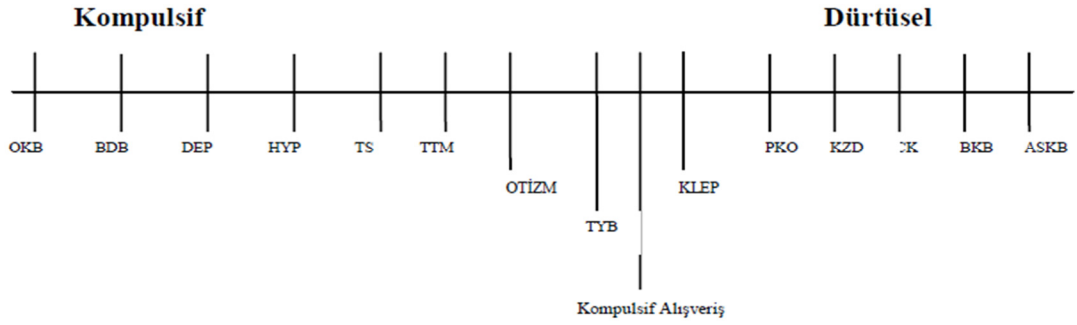 Kompulsif Dürtüsel
OKB BDB DEP HYP TS TTM PKO KZD BKB ASKB
OTİZM KLEP
TYB
Kompulsif Alışveriş